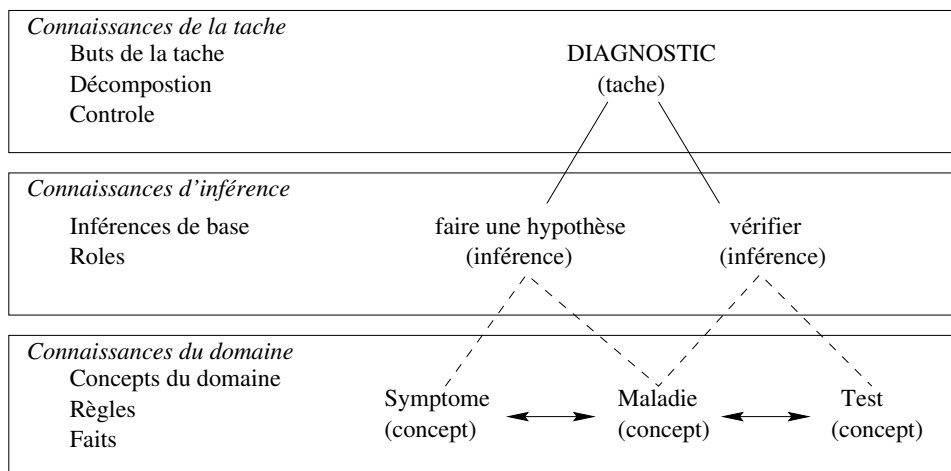 Connaissances de la tache
Buts de la tache
Décompostion
Controle
DIAGNOSTIC
(tache)
Connaissances d'inférence
Inférences de base
Roles
faire une hypothèse
(inférence)
vérifier
(inférence)
Connaissances du domaine
Concepts du domaine
Règles
Faits
Symptome
(concept)
Maladie
(concept)
Test
(concept)